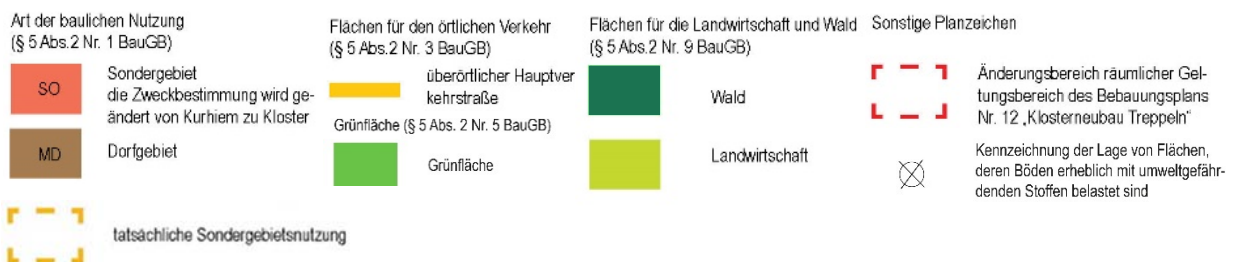 Art der baulichen Nutzung
(§ 5 Abs.2 Nr. 1 BauGB)
SO
Sondergebiet
die Zweckbestimmung wird ge-
ändert von Kurhiem zu Kloster
MD
Dorfgebiet
tatsächliche Sondergebietsnutzung
Flächen für den örtlichen Verkehr
(§ 5 Abs.2 Nr. 3 BauGB)
überörtlicher Hauptver
kehrstraße
Grünfläche (§ 5 Abs. 2 Nr. 5 BauGB)
Grünfläche
Flächen für die Landwirtschaft und Wald
(§ 5 Abs.2 Nr. 9 BauGB)
Wald
Landwirtschaft
Sonstige Planzeichen
Änderungsbereich räumlicher Gel-
tungsbereich des Bebauungsplans
Nr. 12 „Klosterneubau Treppeln“
Kennzeichnung der Lage von Flächen,
deren Böden erheblich mit umweltgefähr-
denden Stoffen belastet sind